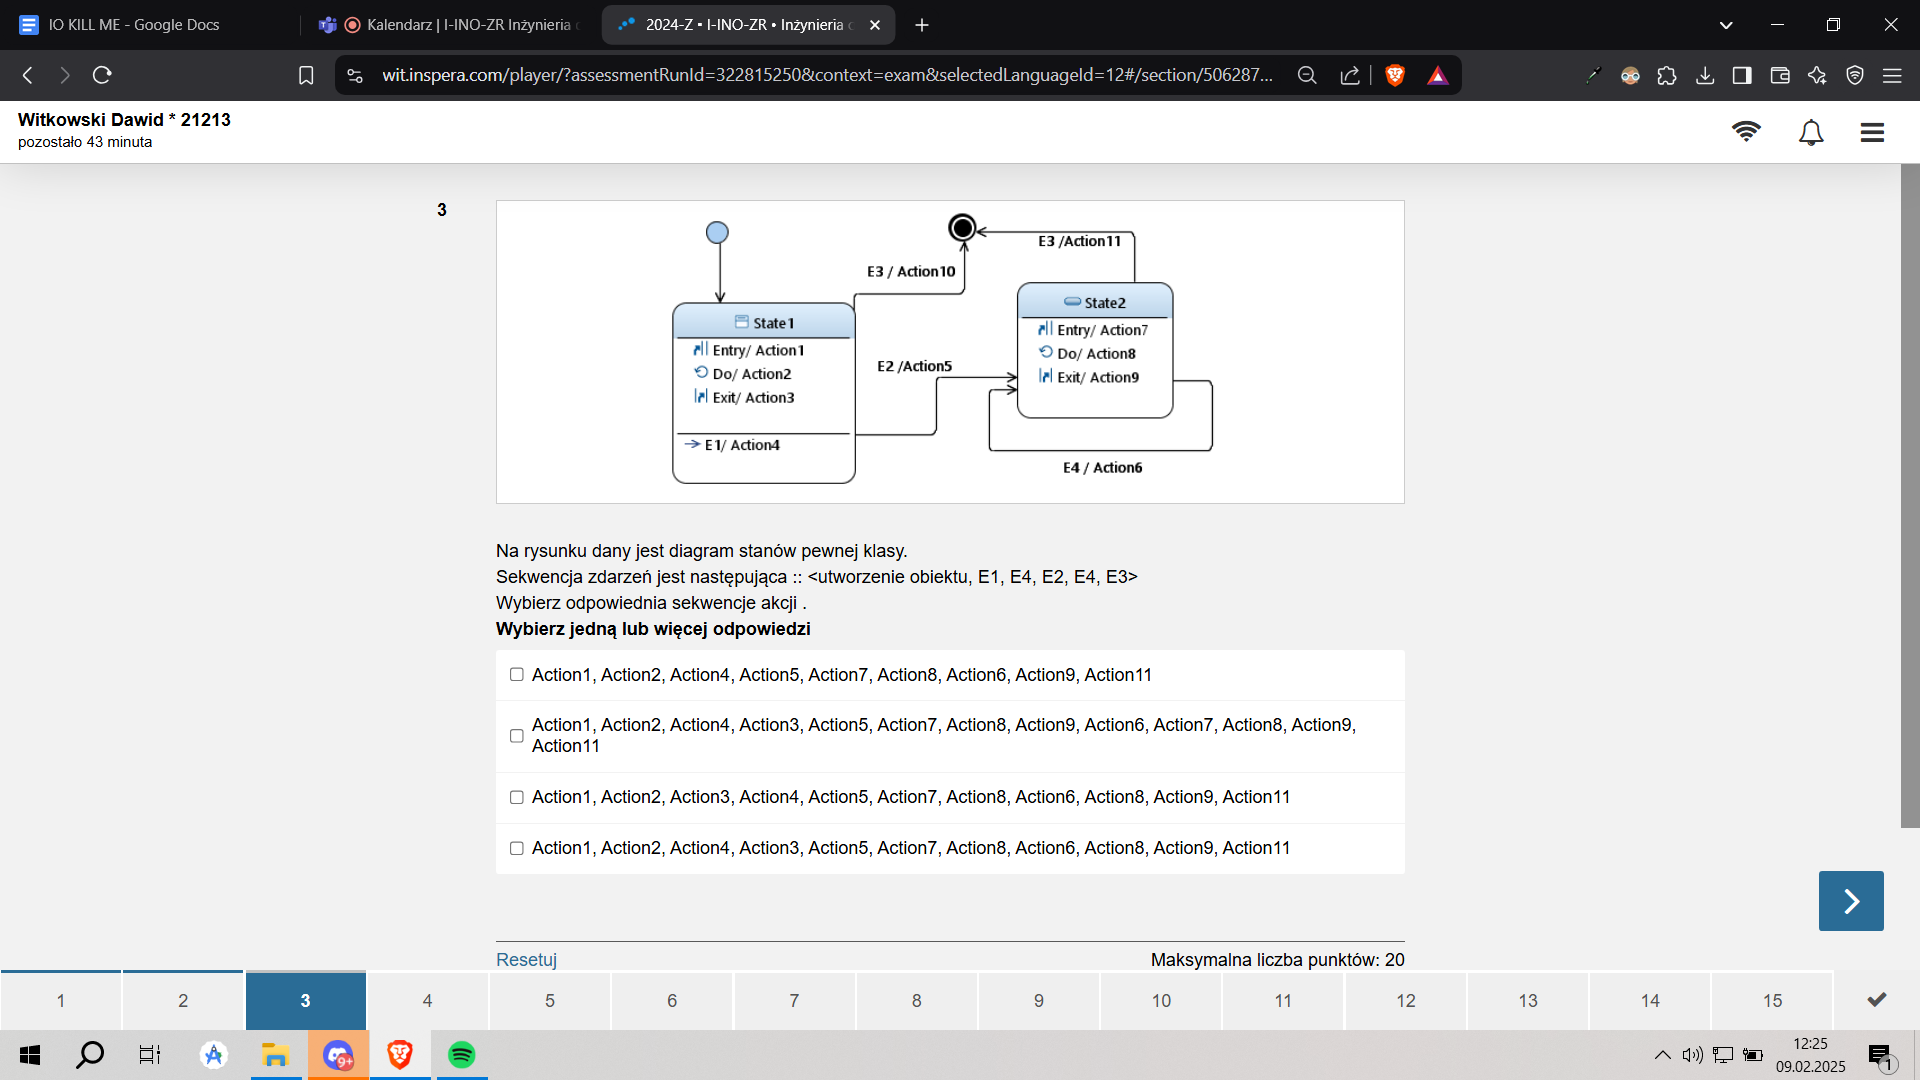 IO KILL ME - Google Docs
Kalendarz | I-INO-ZR Inżynieria
2024-Z • I-INO-ZR • Inżynieria
wit.inspera.com/player/?assessmentRunId=322815250&context=exam&selectedLanguageId=12#/section/506287...
Witkowski Dawid * 21213
pozostało 43 minuta
3
E3 /Action11
E3 / Action10
State1
Entry/ Action1
Do/ Action2
Exit/ Action3
E1/ Action4
E2 /Action5
State2
Entry/ Action7
Do/ Action8
Exit/ Action9
E4 / Action6
Na rysunku dany jest diagram stanów pewnej klasy.
Sekwencja zdarzeń jest następująca :: <utworzenie obiektu, E1, E4, E2, E4, E3>
Wybierz odpowiednia sekwencje akcji .
Wybierz jedną lub więcej odpowiedzi
Action1, Action2, Action4, Action5, Action7, Action8, Action6, Action9, Action11
Action1, Action2, Action4, Action3, Action5, Action7, Action8, Action9, Action6, Action7, Action8, Action9,
Action11
Action1, Action2, Action3, Action4, Action5, Action7, Action8, Action6, Action8, Action9, Action11
Action1, Action2, Action4, Action3, Action5, Action7, Action8, Action6, Action8, Action9, Action11
Resetuj
Maksymalna liczba punktów: 20
1 2 3 4 5 6 7 8 9 10 11 12 13 14 15
9+
12:25
09.02.2025
1